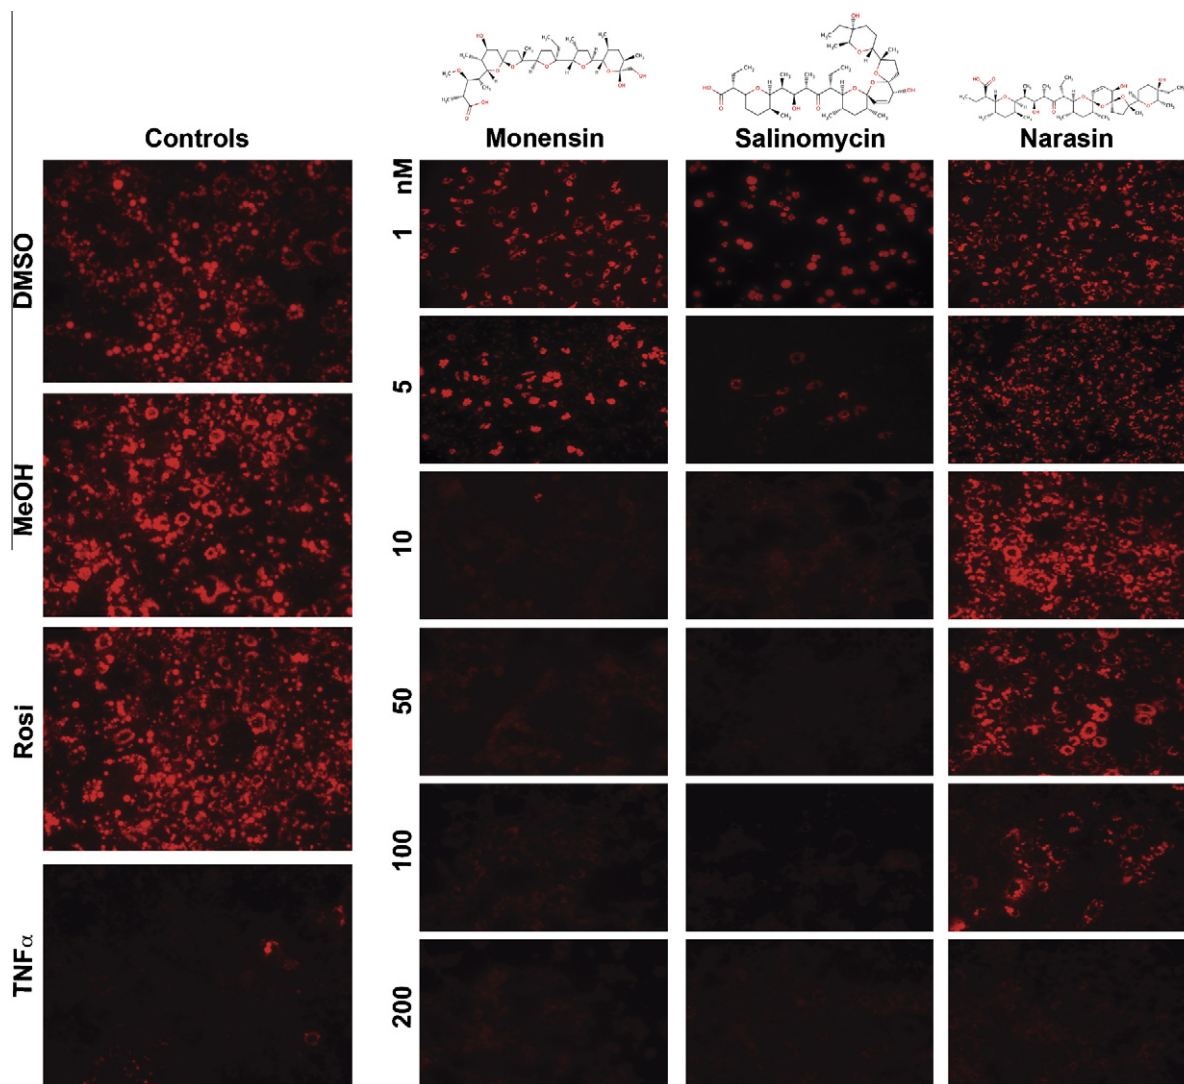 Controls
Monensin
Salinomycin
Narasin
nM
DMSO
MeOH
Rosi
TNFα
1
5
10
50
100
200